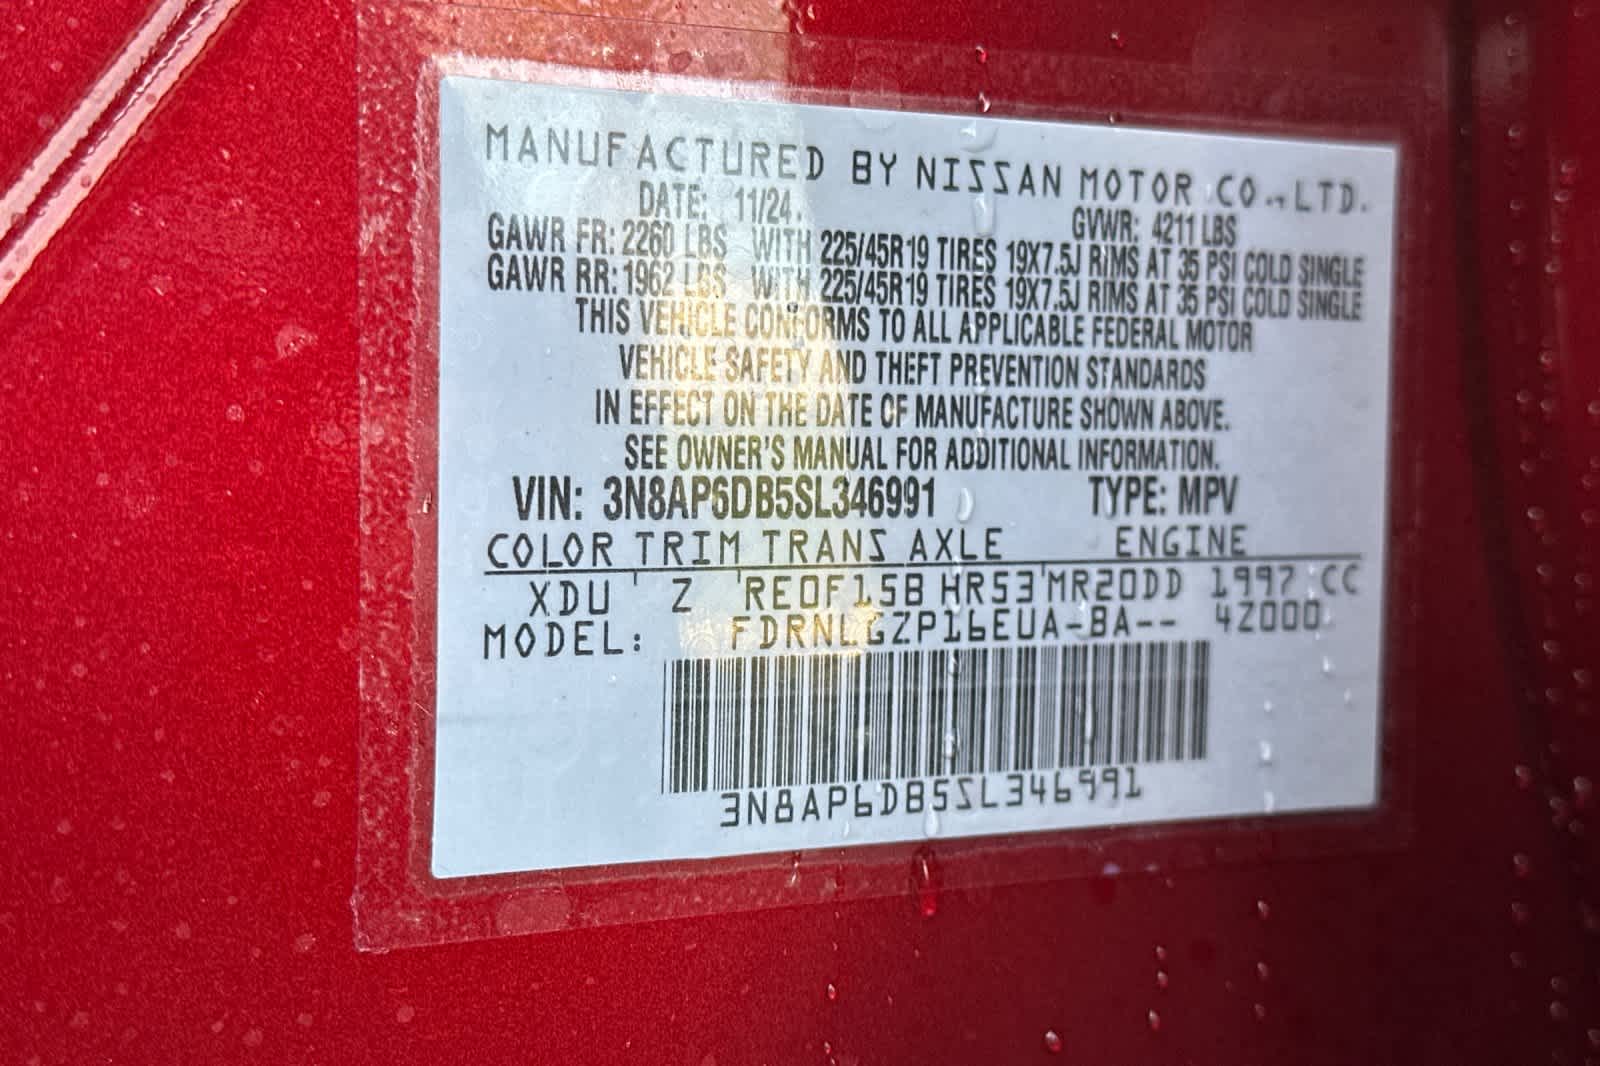 MANUFACTURED BY NISSAN MOTOR CO., LTD.
DATE: 11/24. GVWR: 4211 LBS
GAWR FR: 2260 LBS WITH 225/45R19 TIRES 19X7.5J RIMS AT 35 PSI COLD SINGLE
GAWR RR: 1962 LBS WITH 225/45R19 TIRES 19X7.5J RIMS AT 35 PSI COLD SINGLE
THIS VEHICLE CONFORMS TO ALL APPLICABLE FEDERAL MOTOR
VEHICLE SAFETY AND THEFT PREVENTION STANDARDS
IN EFFECT ON THE DATE OF MANUFACTURE SHOWN ABOVE.
SEE OWNER'S MANUAL FOR ADDITIONAL INFORMATION.
VIN: 3N8AP6DB5SL346991 TYPE: MPV
COLOR TRIM TRANS AXLE ENGINE
XDU Z RE0F15B HR53 MR20DD 1997 CC
MODEL: FDRNLGZP16EUA-BA-- 4Z000
3N8AP6DB5SL346991